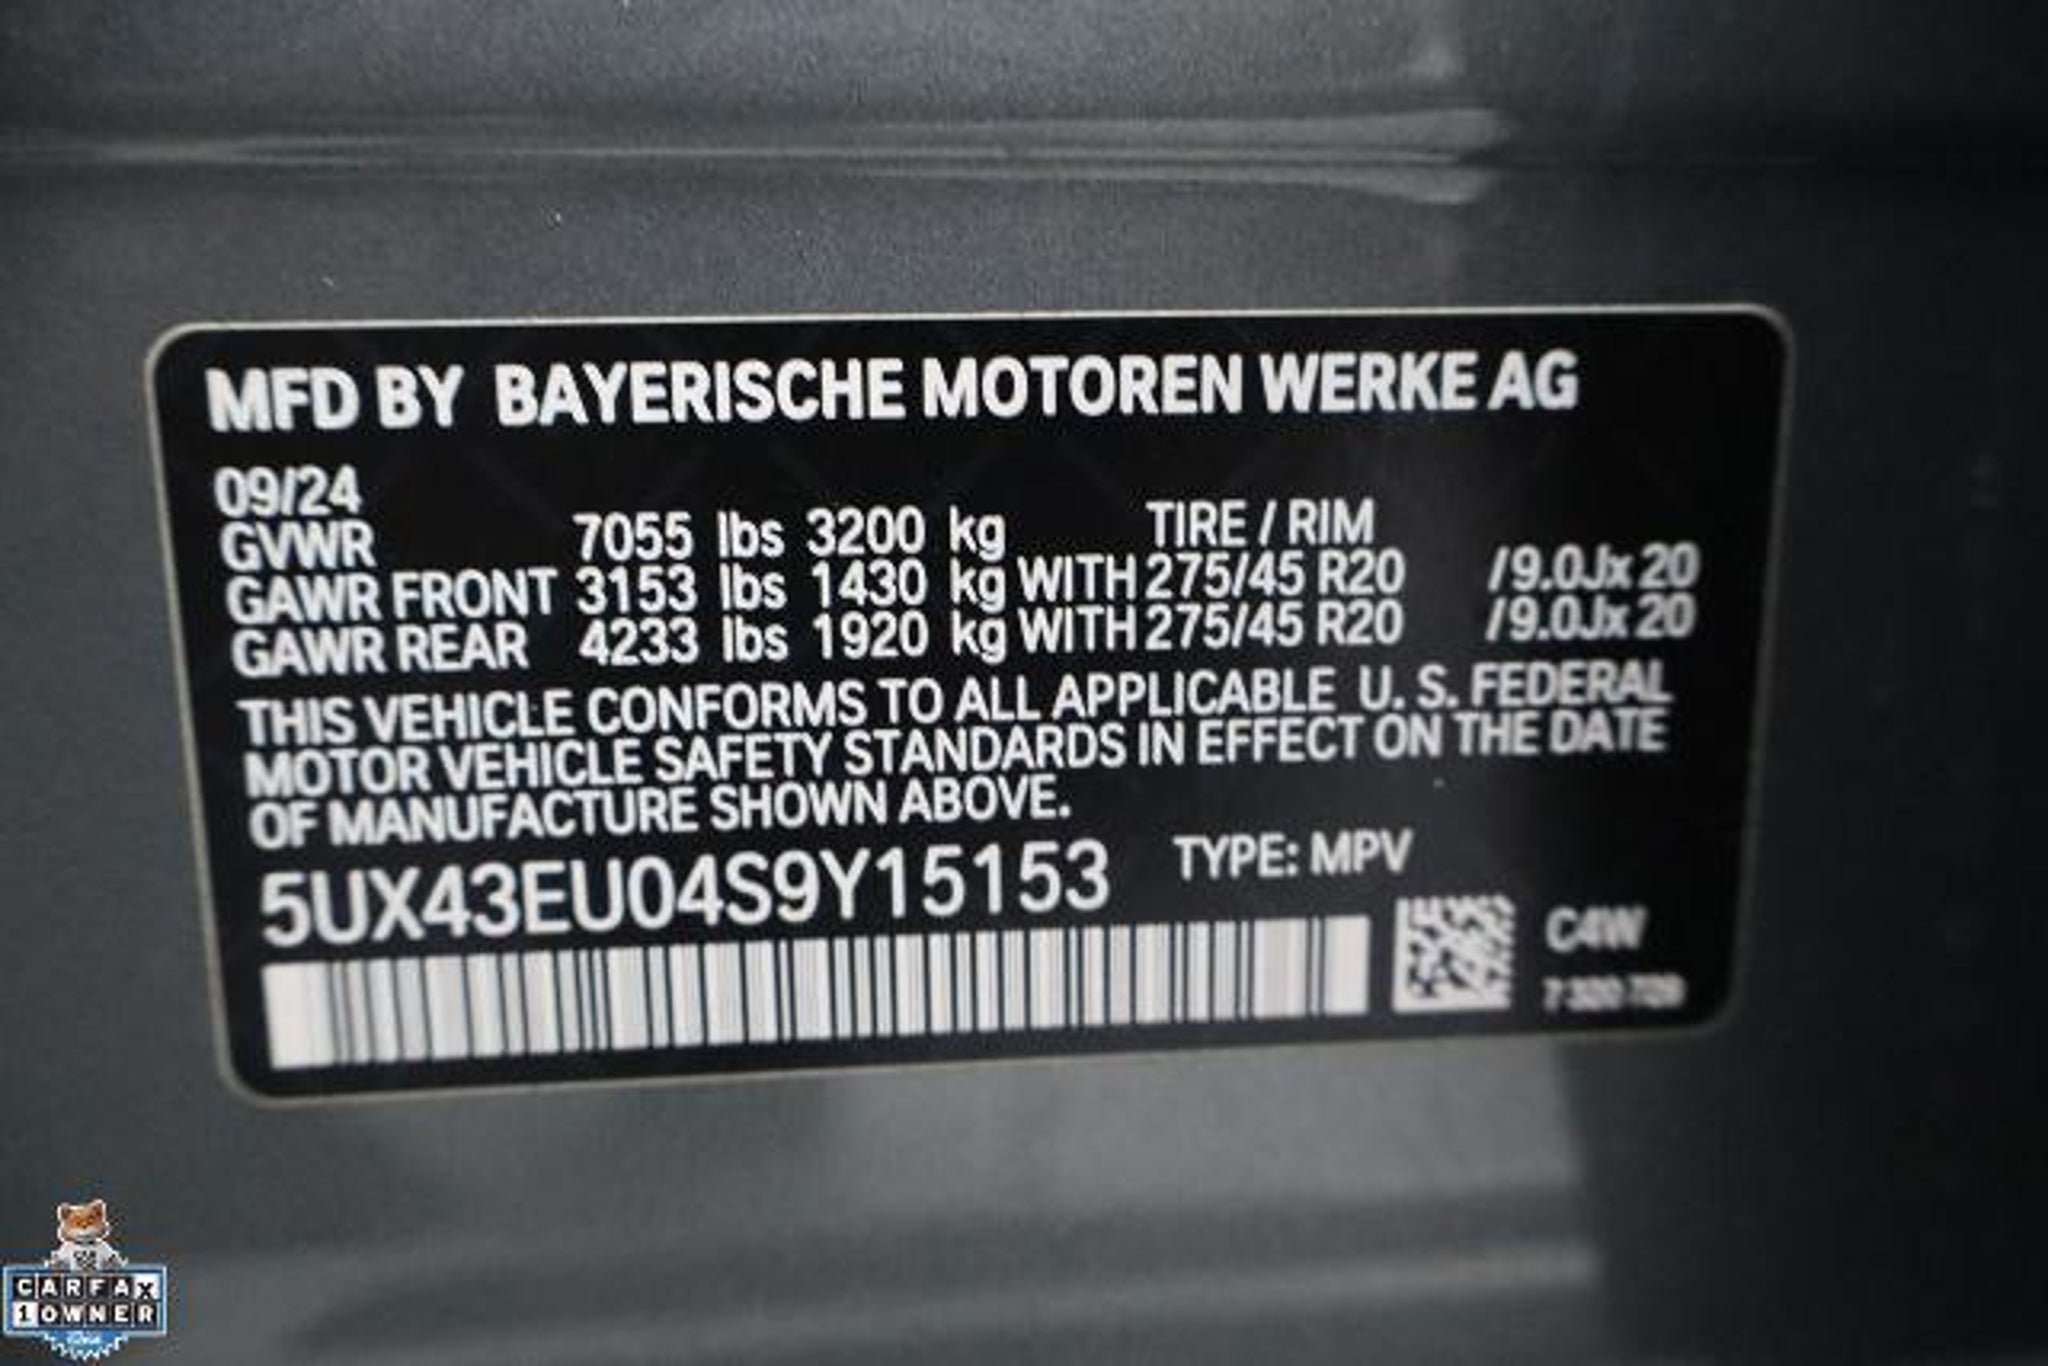 MFD BY BAYERISCHE MOTOREN WERKE AG
09/24
GVWR 7055 lbs 3200 kg TIRE / RIM
GAWR FRONT 3153 lbs 1430 kg WITH 275/45 R20 /9.0Jx20
GAWR REAR 4233 lbs 1920 kg WITH 275/45 R20 /9.0Jx20
THIS VEHICLE CONFORMS TO ALL APPLICABLE U. S. FEDERAL
MOTOR VEHICLE SAFETY STANDARDS IN EFFECT ON THE DATE
OF MANUFACTURE SHOWN ABOVE.
5UX43EU04S9Y15153 TYPE: MPV
C4W
CARFAX
1 OWNER